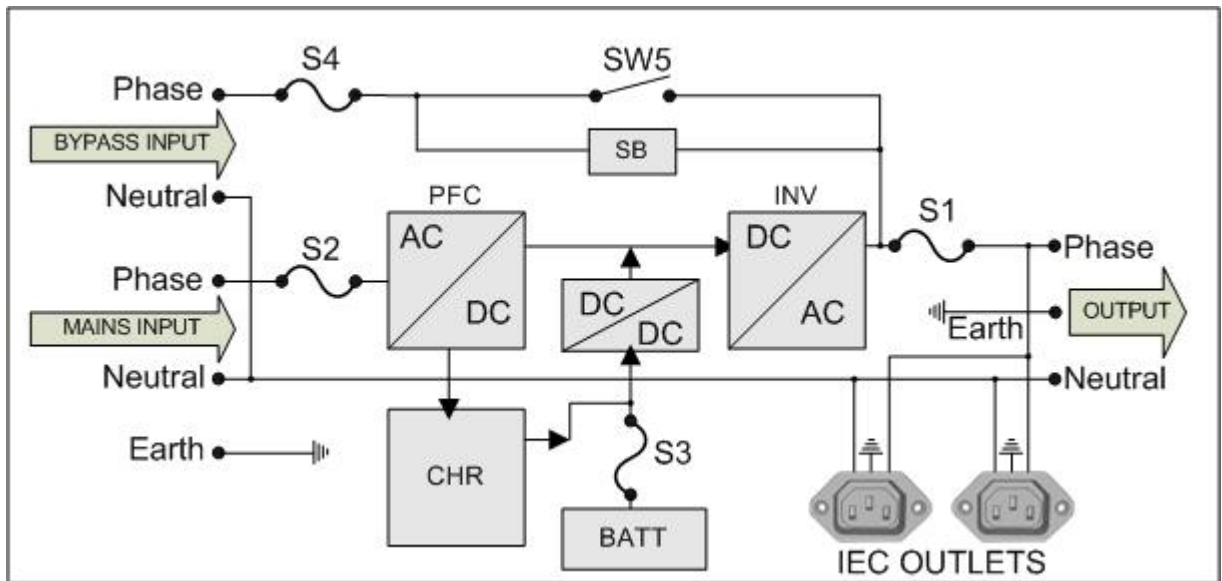 S4
SW5
Phase
BYPASS INPUT
SB
Neutral
PFC
INV
S2
AC
DC
DC
AC
S1
Phase
Phase
MAINS INPUT
DC
DC
Earth
OUTPUT
Neutral
Neutral
Earth
CHR
S3
BATT
IEC OUTLETS